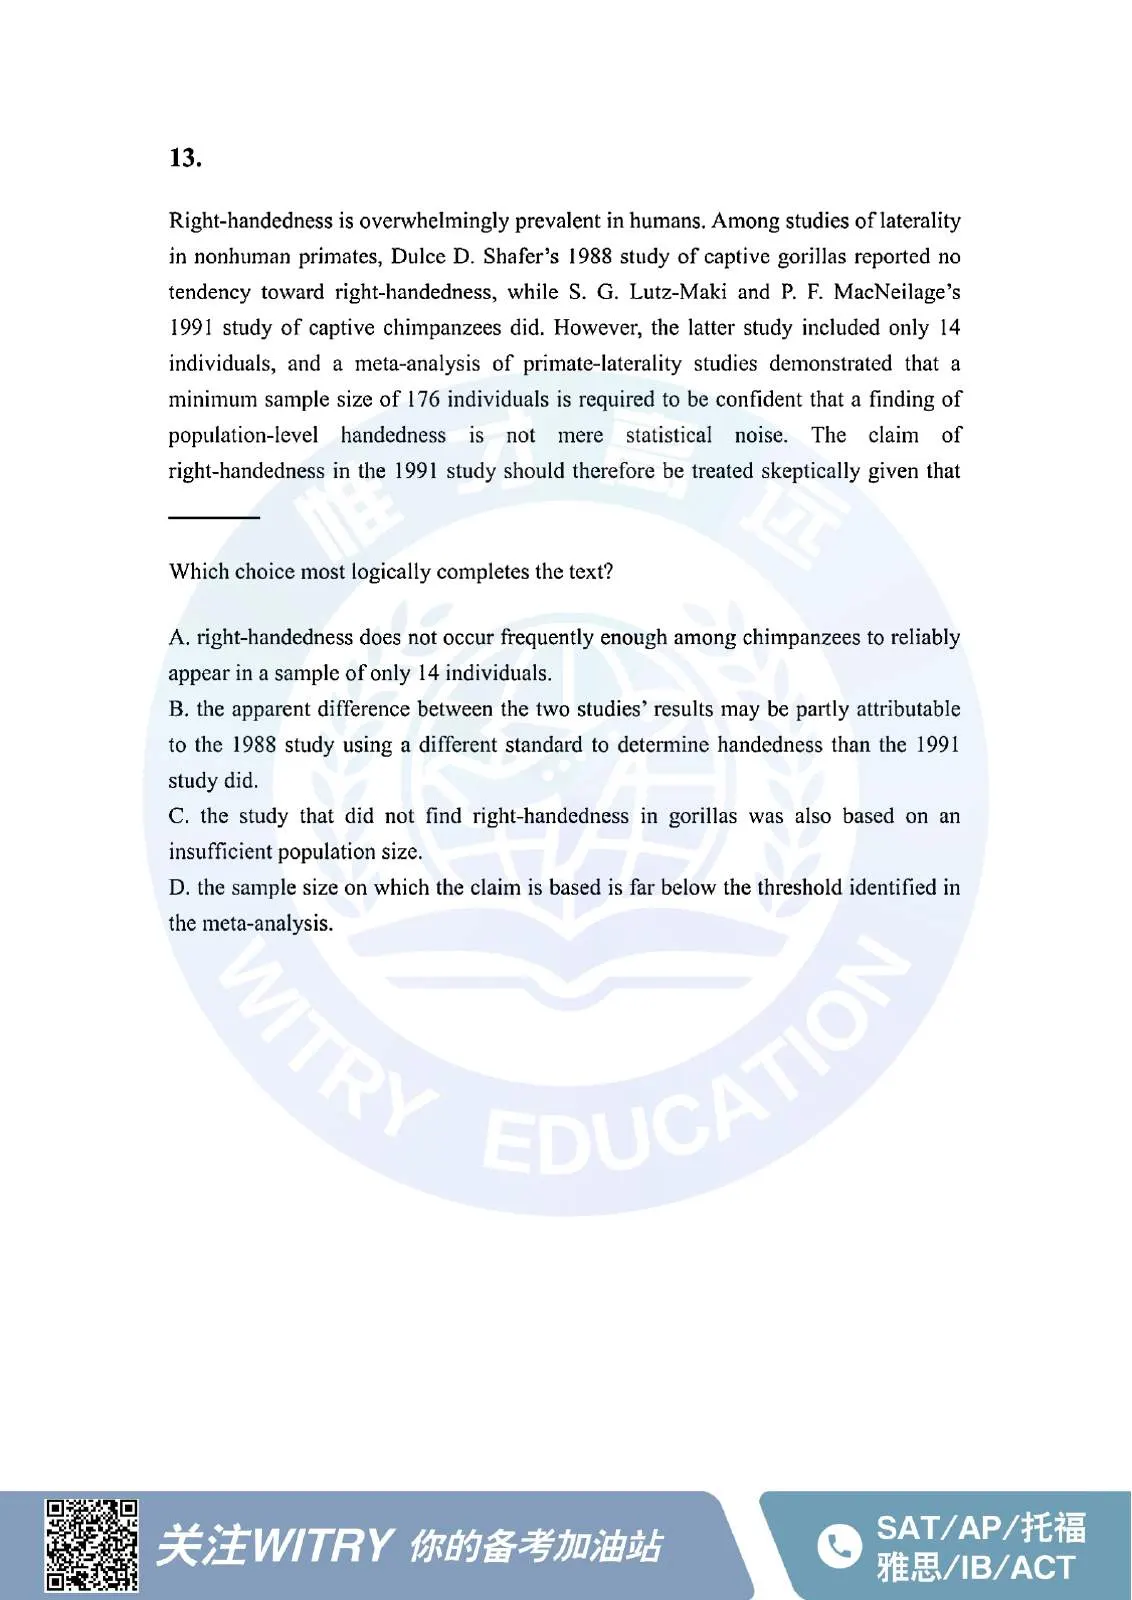 13.
Right-handedness is overwhelmingly prevalent in humans. Among studies of laterality
in nonhuman primates, Dulce D. Shafer's 1988 study of captive gorillas reported no
tendency toward right-handedness, while S. G. Lutz-Maki and P. F. MacNeilage's
1991 study of captive chimpanzees did. However, the latter study included only 14
individuals, and a meta-analysis of primate-laterality studies demonstrated that a
minimum sample size of 176 individuals is required to be confident that a finding of
population-level handedness is not mere statistical noise. The claim of
right-handedness in the 1991 study should therefore be treated skeptically given that
________
Which choice most logically completes the text?
A. right-handedness does not occur frequently enough among chimpanzees to reliably
appear in a sample of only 14 individuals.
B. the apparent difference between the two studies' results may be partly attributable
to the 1988 study using a different standard to determine handedness than the 1991
study did.
C. the study that did not find right-handedness in gorillas was also based on an
insufficient population size.
D. the sample size on which the claim is based is far below the threshold identified in
the meta-analysis.
惟才高远
WITRY EDUCATION
关注WITRY 你的备考加油站
SAT/AP/托福
雅思/IB/ACT